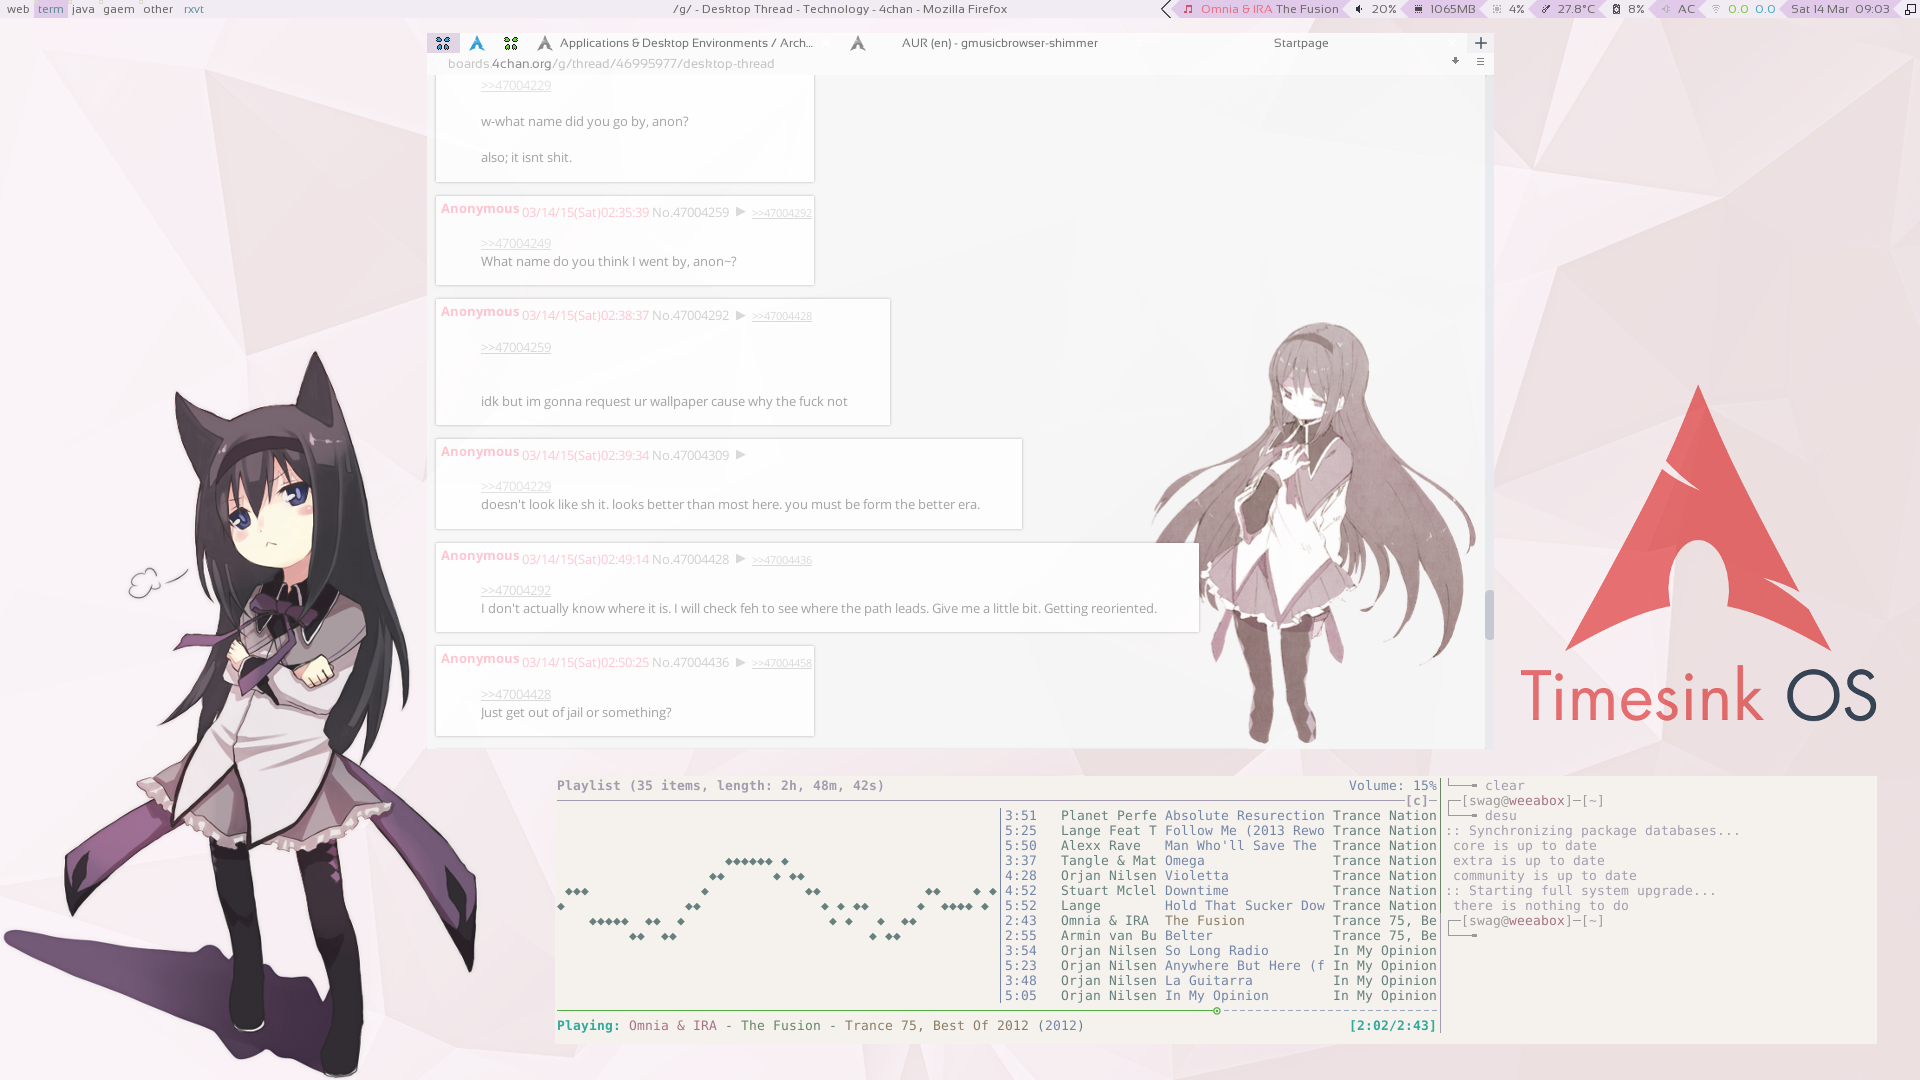 web term java gaem other rxvt
/g/ - Desktop Thread - Technology - 4chan - Mozilla Firefox
Omnia & IRA The Fusion 20% 1065MB 4% 27.8°C 8% AC 0.0 0.0 Sat 14 Mar 09:03
Applications & Desktop Environments / Arch...
AUR (en) - gmusicbrowser-shimmer
Startpage
boards.4chan.org/g/thread/46995977/desktop-thread
>>47004229
w-what name did you go by, anon?
also; it isnt shit.
Anonymous 03/14/15(Sat)02:35:39 No.47004259 ▶ >>47004292
>>47004249
What name do you think I went by, anon~?
Anonymous 03/14/15(Sat)02:38:37 No.47004292 ▶ >>47004428
>>47004259
idk but im gonna request ur wallpaper cause why the fuck not
Anonymous 03/14/15(Sat)02:39:34 No.47004309 ▶
>>47004229
doesn't look like sh it. looks better than most here. you must be form the better era.
Anonymous 03/14/15(Sat)02:49:14 No.47004428 ▶ >>47004436
>>47004292
I don't actually know where it is. I will check feh to see where the path leads. Give me a little bit. Getting reoriented.
Anonymous 03/14/15(Sat)02:50:25 No.47004436 ▶ >>47004458
>>47004428
Just get out of jail or something?
Timesink OS
Playlist (35 items, length: 2h, 48m, 42s) Volume: 15%
[c]
3:51 Planet Perfe Absolute Resurection Trance Nation
5:25 Lange Feat T Follow Me (2013 Rewo Trance Nation
5:50 Alexx Rave Man Who'll Save The Trance Nation
3:37 Tangle & Mat Omega Trance Nation
4:28 Orjan Nilsen Violetta Trance Nation
4:52 Stuart Mclel Downtime Trance Nation
5:52 Lange Hold That Sucker Dow Trance Nation
2:43 Omnia & IRA The Fusion Trance 75, Be
2:55 Armin van Bu Belter Trance 75, Be
3:54 Orjan Nilsen So Long Radio In My Opinion
5:23 Orjan Nilsen Anywhere But Here (f In My Opinion
3:48 Orjan Nilsen La Guitarra In My Opinion
5:05 Orjan Nilsen In My Opinion In My Opinion
Playing: Omnia & IRA - The Fusion - Trance 75, Best Of 2012 (2012) [2:02/2:43]
clear
[swag@weeabox]─[~]
desu
:: Synchronizing package databases...
core is up to date
extra is up to date
community is up to date
:: Starting full system upgrade...
there is nothing to do
[swag@weeabox]─[~]